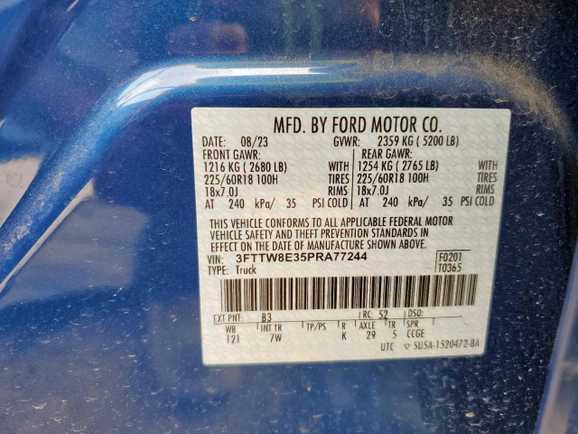 MFD. BY FORD MOTOR CO.
DATE: 08/23 GVWR: 2359 KG ( 5200 LB)
FRONT GAWR: REAR GAWR:
1216 KG ( 2680 LB) WITH 1254 KG ( 2765 LB) WITH
225/60R18 100H TIRES 225/60R18 100H TIRES
18x7.0J RIMS 18x7.0J RIMS
AT 240 kPa/ 35 PSI COLD AT 240 kPa/ 35 PSI COLD
THIS VEHICLE CONFORMS TO ALL APPLICABLE FEDERAL MOTOR
VEHICLE SAFETY AND THEFT PREVENTION STANDARDS IN
EFFECT ON THE DATE OF MANUFACTURE SHOWN ABOVE.
VIN: 3FTTW8E35PRA77244 F0201
TYPE: Truck T0365
EXT PNT: B3 RC: 52 DSO:
WB INT TR TP/PS R AXLE TR SPR
121 7W K 29 5 CCGE
UTC ▽ 5U5A-1520472-BA